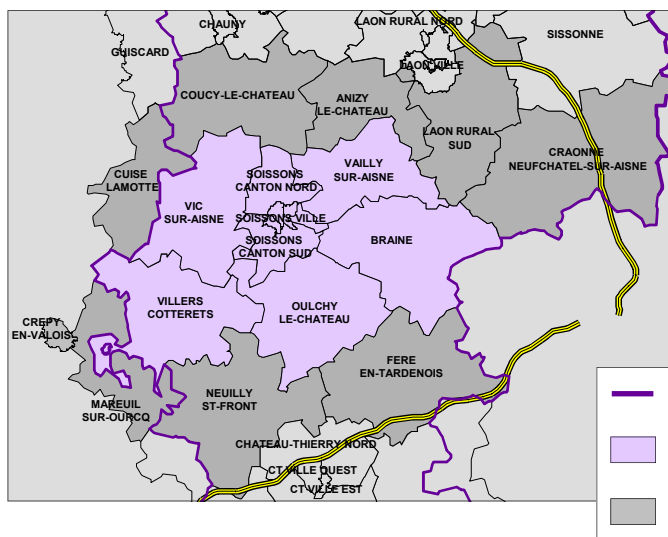 CHAUNY
LAON RURAL NORD
SISSONNE
GUISCARD
LAON VILLE
COUCY-LE-CHATEAU
ANIZY
LE-CHATEAU
LAON RURAL
SUD
CRAONNE
NEUFCHATEL-SUR-AISNE
CUISE
LAMOTTE
SOISSONS
CANTON NORD
VAILLY
SUR-AISNE
VIC
SUR-AISNE
SOISSONS VILLE
SOISSONS
CANTON SUD
BRAINE
VILLERS
COTTERETS
OULCHY
LE-CHATEAU
CREPY
EN-VALOIS
FERE
EN-TARDENOIS
MAREUIL
SUR-OURCQ
NEUILLY
ST-FRONT
CHATEAU-THIERRY NORD
CT VILLE OUEST
CT VILLE EST